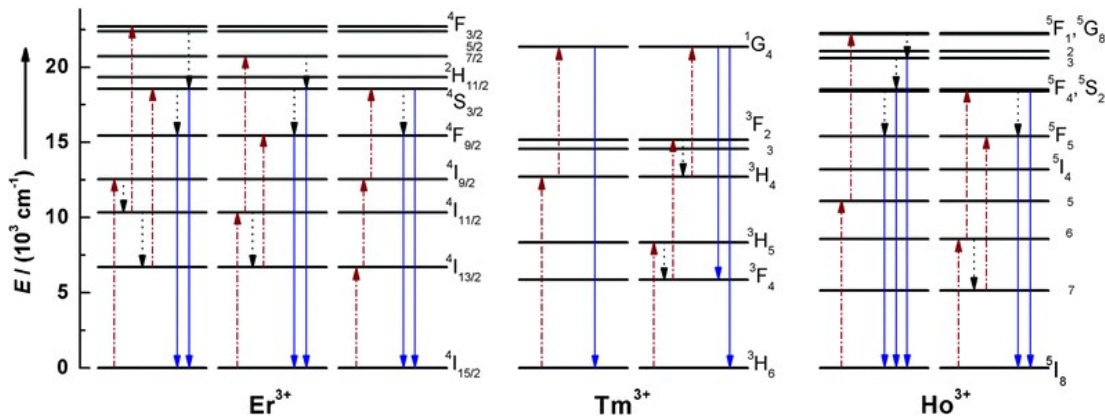 E / (10³ cm⁻¹)
20
15
10
5
0
⁴F₃/₂
5/2
7/2
²H₁₁/₂
⁴S₃/₂
⁴F₉/₂
⁴I₉/₂
⁴I₁₁/₂
⁴I₁₃/₂
⁴I₁₅/₂
Er³⁺
¹G₄
³F₂
3
³H₄
³H₅
³F₄
³H₆
Tm³⁺
⁵F₁,⁵G₈
2
3
⁵F₄,⁵S₂
⁵F₅
⁵I₄
5
6
7
⁵I₈
Ho³⁺